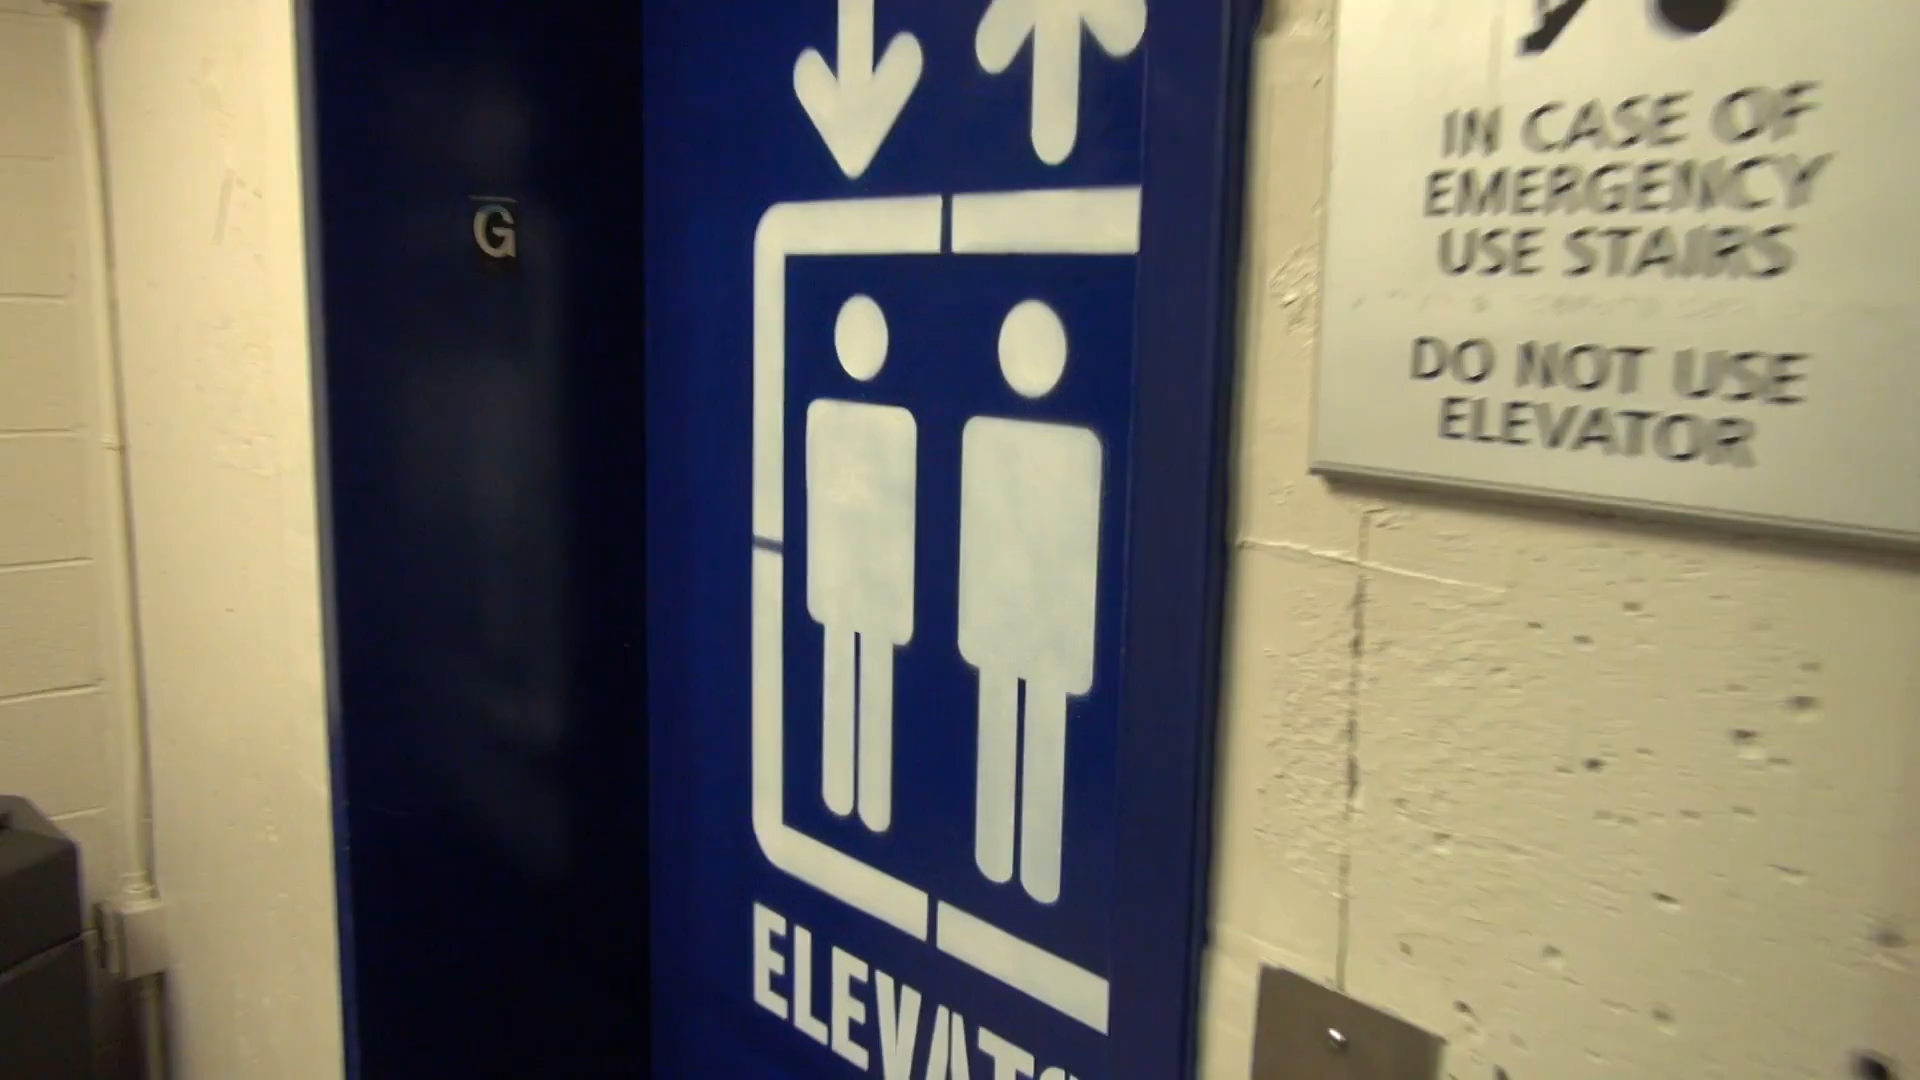 G
IN CASE OF
EMERGENCY
USE STAIRS
DO NOT USE
ELEVATOR